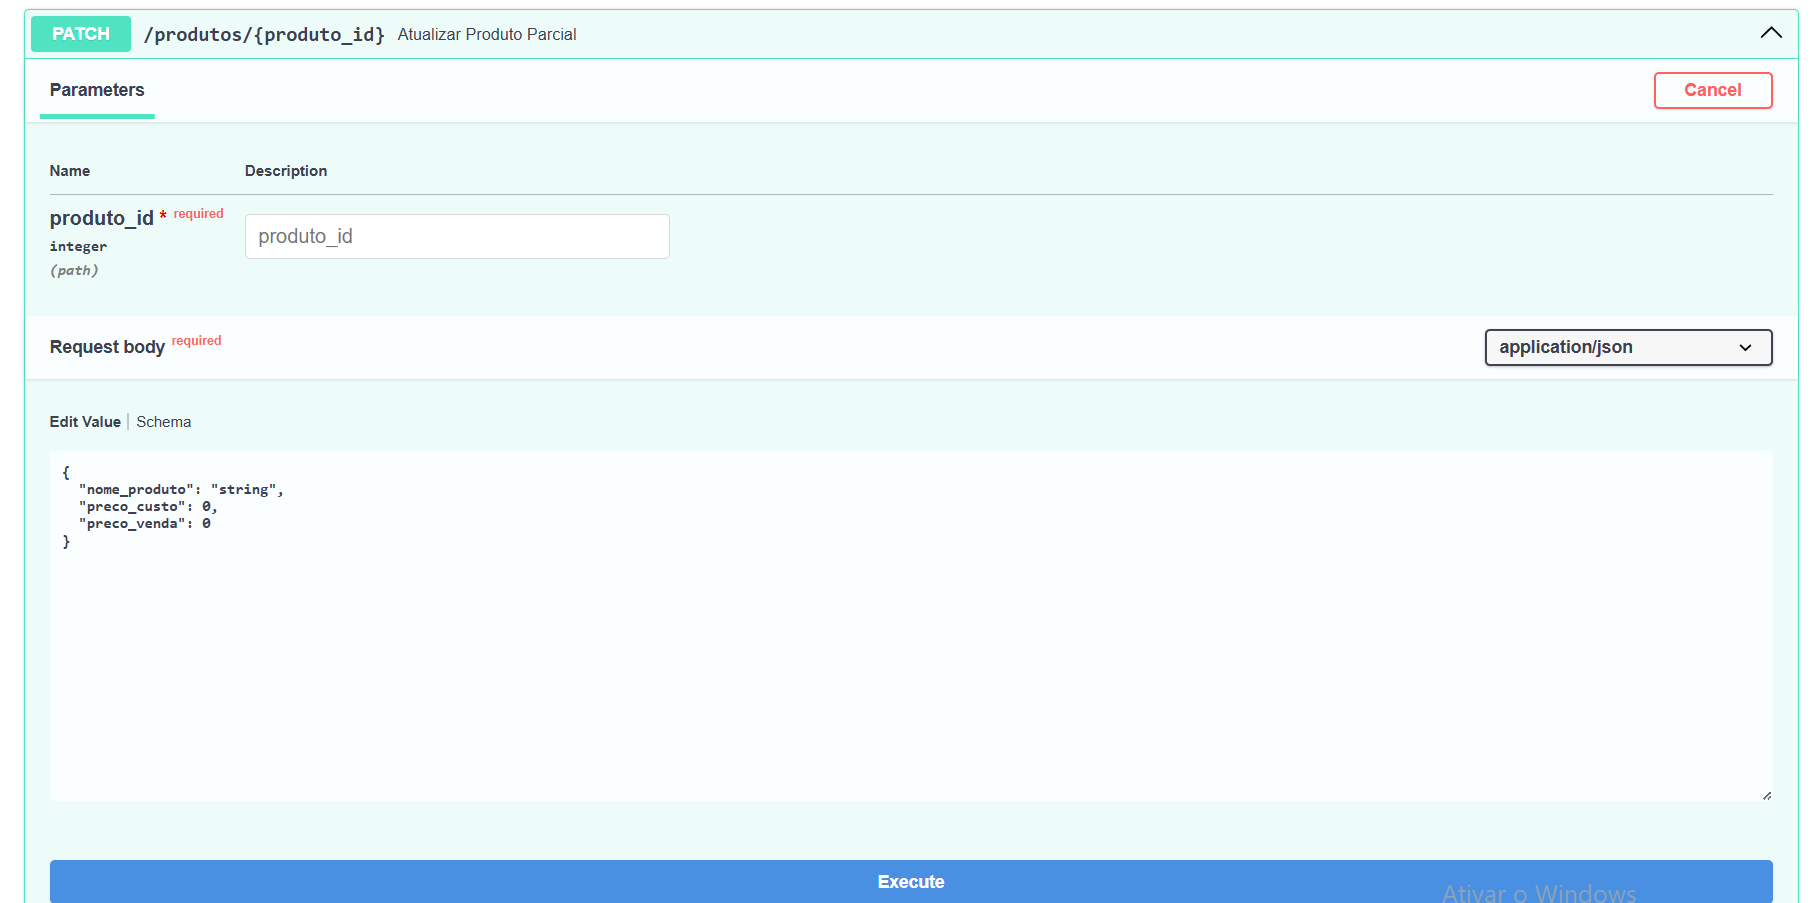 PATCH /produtos/{produto_id} Atualizar Produto Parcial
Parameters Cancel
Name Description
produto_id * required produto_id
integer
(path)
Request body required application/json
Edit Value Schema
{
"nome_produto": "string",
"preco_custo": 0,
"preco_venda": 0
}
Execute
Ativar o Windows